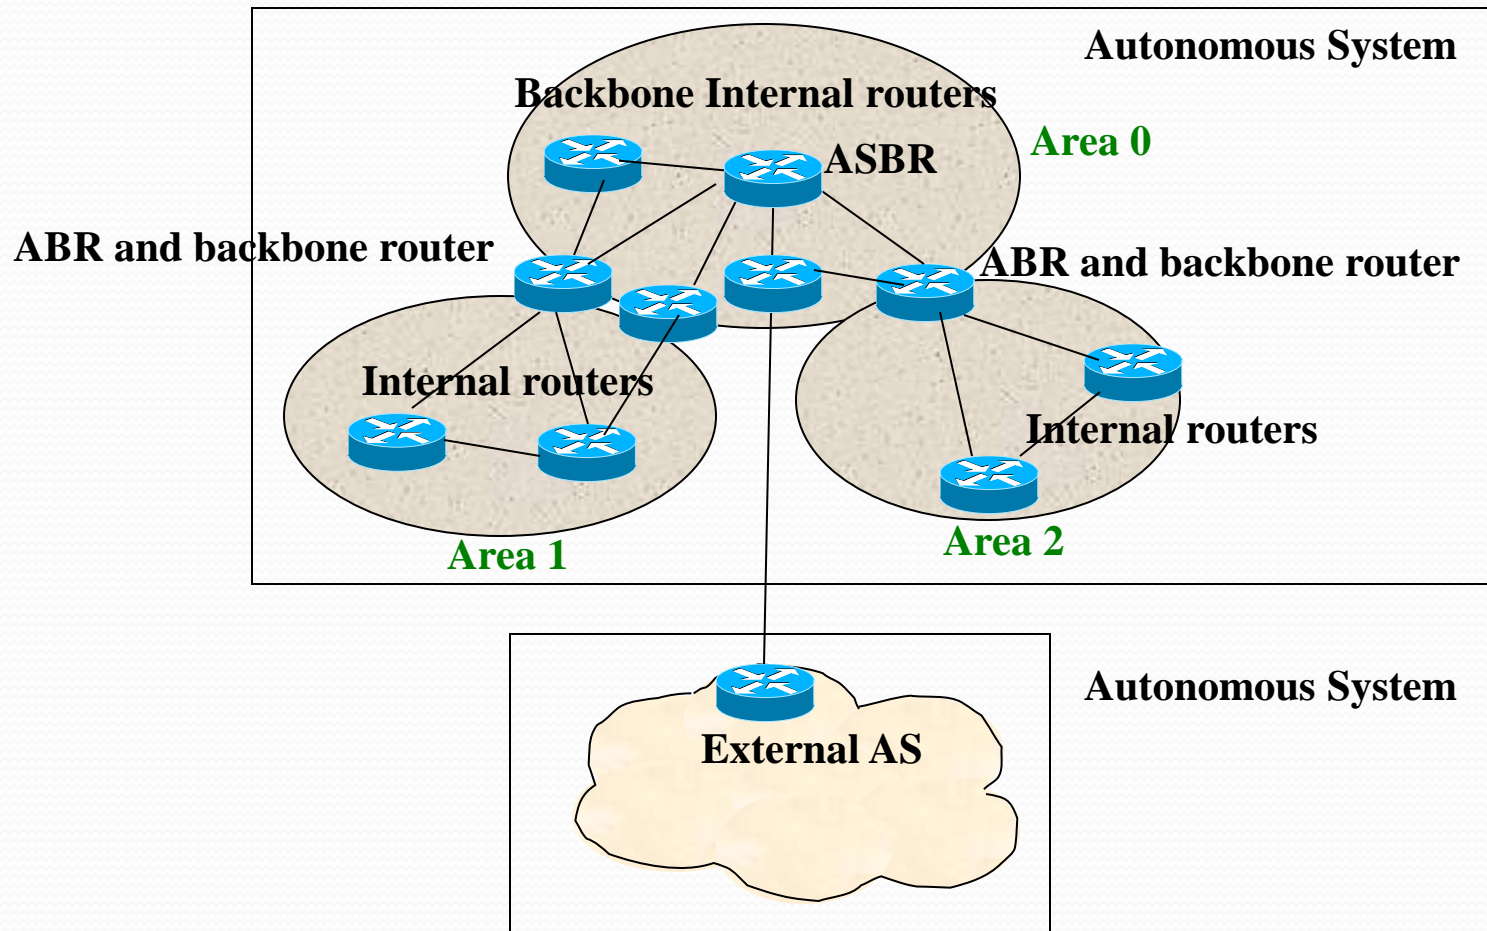 Autonomous System
Backbone Internal routers
Area 0
ASBR
ABR and backbone router
ABR and backbone router
Internal routers
Internal routers
Area 1
Area 2
Autonomous System
External AS